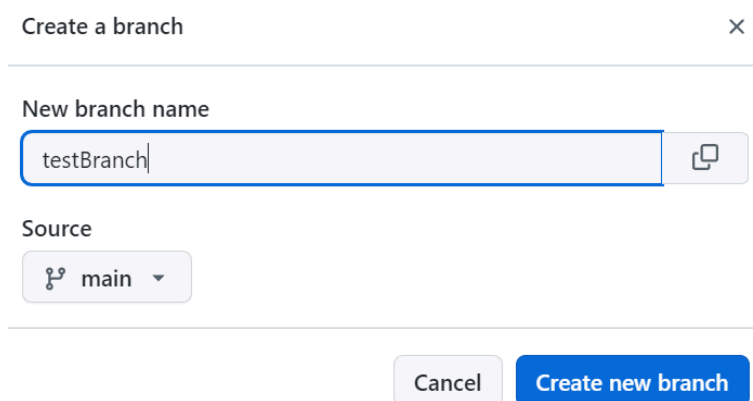 Create a branch
New branch name
testBranch
Source
main
Cancel Create new branch